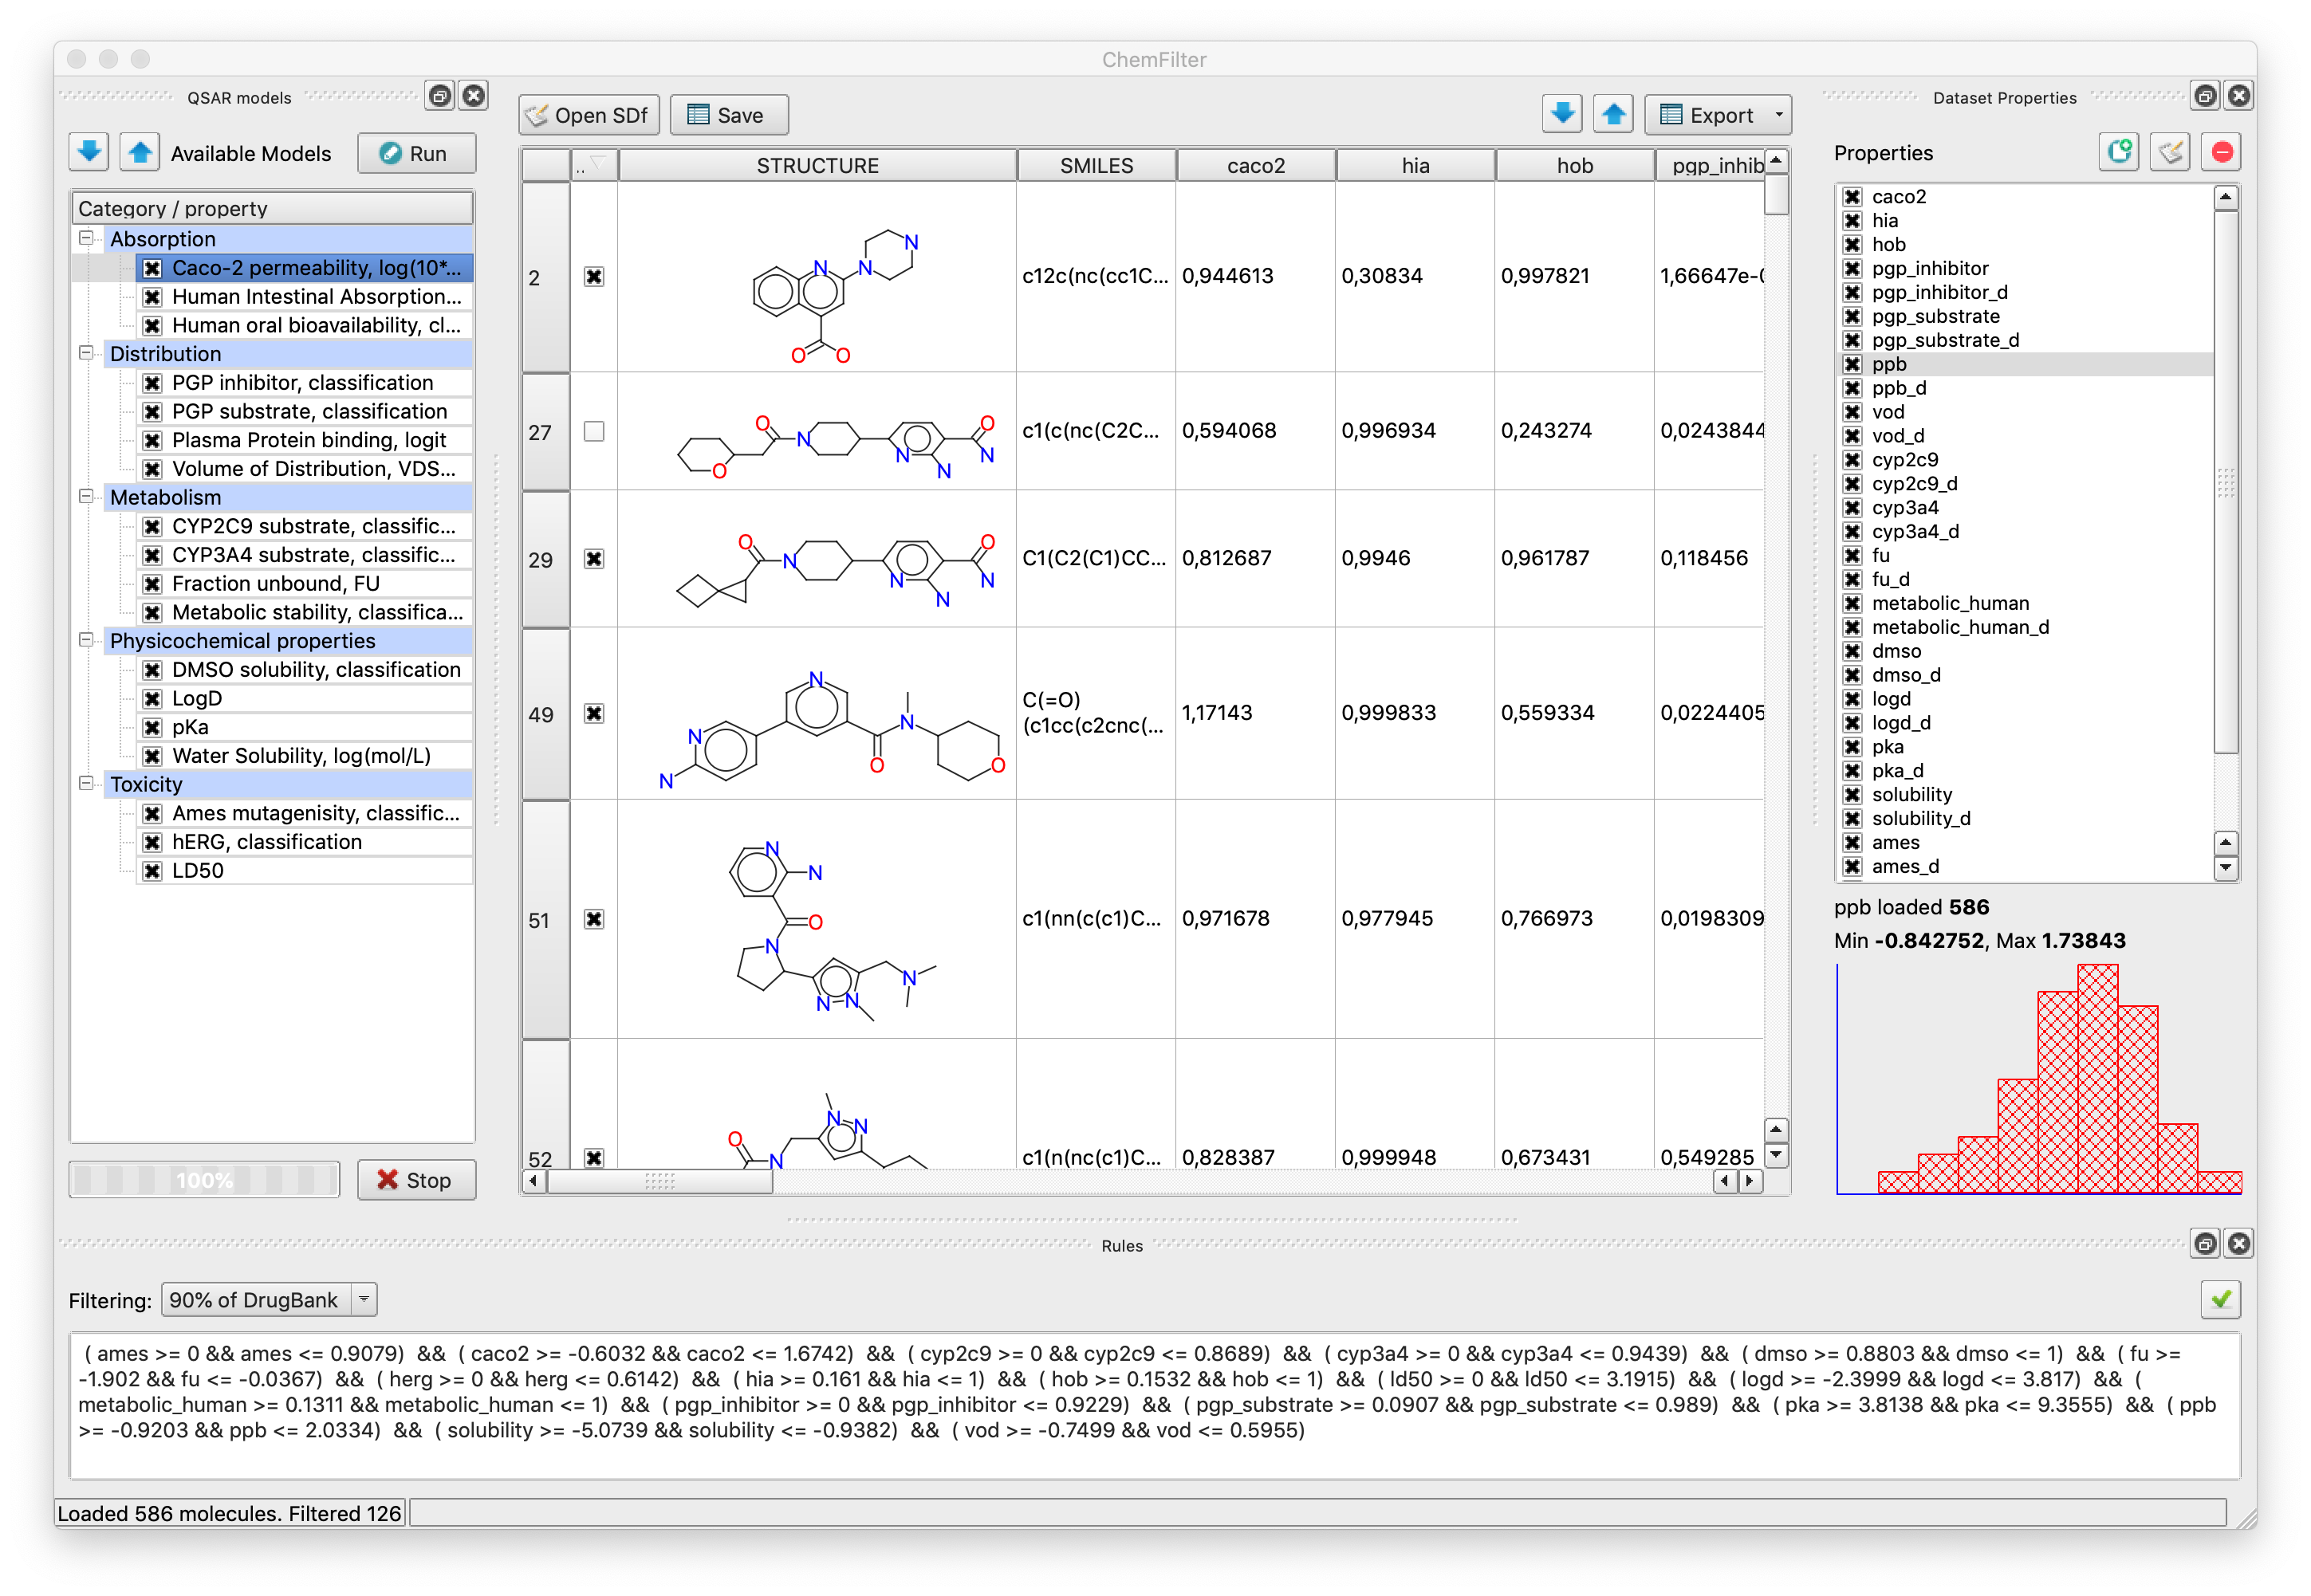 ChemFilter
QSAR models
Available Models
Run
Category / property
Absorption
Caco-2 permeability, log(10*...
Human Intestinal Absorption...
Human oral bioavailability, cl...
Distribution
PGP inhibitor, classification
PGP substrate, classification
Plasma Protein binding, logit
Volume of Distribution, VDS...
Metabolism
CYP2C9 substrate, classific...
CYP3A4 substrate, classific...
Fraction unbound, FU
Metabolic stability, classifica...
Physicochemical properties
DMSO solubility, classification
LogD
pKa
Water Solubility, log(mol/L)
Toxicity
Ames mutagenisity, classific...
hERG, classification
LD50
100%
Stop
Open SDf
Save
Export
.. STRUCTURE SMILES caco2 hia hob pgp_inhib
2 c12c(nc(cc1C... 0,944613 0,30834 0,997821 1,66647e-0
N N N O O
27 c1(c(nc(C2C... 0,594068 0,996934 0,243274 0,0243844
O O N N N O N
29 C1(C2(C1)CC... 0,812687 0,9946 0,961787 0,118456
O N N N O N
49 C(=O)
(c1cc(c2cnc(... 1,17143 0,999833 0,559334 0,0224405
N N N O N O
51 c1(nn(c(c1)C... 0,971678 0,977945 0,766973 0,0198309
N N O N N N N
52 c1(n(nc(c1)C... 0,828387 0,999948 0,673431 0,549285
O N N N
Dataset Properties
Properties
caco2
hia
hob
pgp_inhibitor
pgp_inhibitor_d
pgp_substrate
pgp_substrate_d
ppb
ppb_d
vod
vod_d
cyp2c9
cyp2c9_d
cyp3a4
cyp3a4_d
fu
fu_d
metabolic_human
metabolic_human_d
dmso
dmso_d
logd
logd_d
pka
pka_d
solubility
solubility_d
ames
ames_d
ppb loaded 586
Min -0.842752, Max 1.73843
Rules
Filtering: 90% of DrugBank
( ames >= 0 && ames <= 0.9079) && ( caco2 >= -0.6032 && caco2 <= 1.6742) && ( cyp2c9 >= 0 && cyp2c9 <= 0.8689) && ( cyp3a4 >= 0 && cyp3a4 <= 0.9439) && ( dmso >= 0.8803 && dmso <= 1) && ( fu >=
-1.902 && fu <= -0.0367) && ( herg >= 0 && herg <= 0.6142) && ( hia >= 0.161 && hia <= 1) && ( hob >= 0.1532 && hob <= 1) && ( ld50 >= 0 && ld50 <= 3.1915) && ( logd >= -2.3999 && logd <= 3.817) && (
metabolic_human >= 0.1311 && metabolic_human <= 1) && ( pgp_inhibitor >= 0 && pgp_inhibitor <= 0.9229) && ( pgp_substrate >= 0.0907 && pgp_substrate <= 0.989) && ( pka >= 3.8138 && pka <= 9.3555) && ( ppb
>= -0.9203 && ppb <= 2.0334) && ( solubility >= -5.0739 && solubility <= -0.9382) && ( vod >= -0.7499 && vod <= 0.5955)
Loaded 586 molecules. Filtered 126